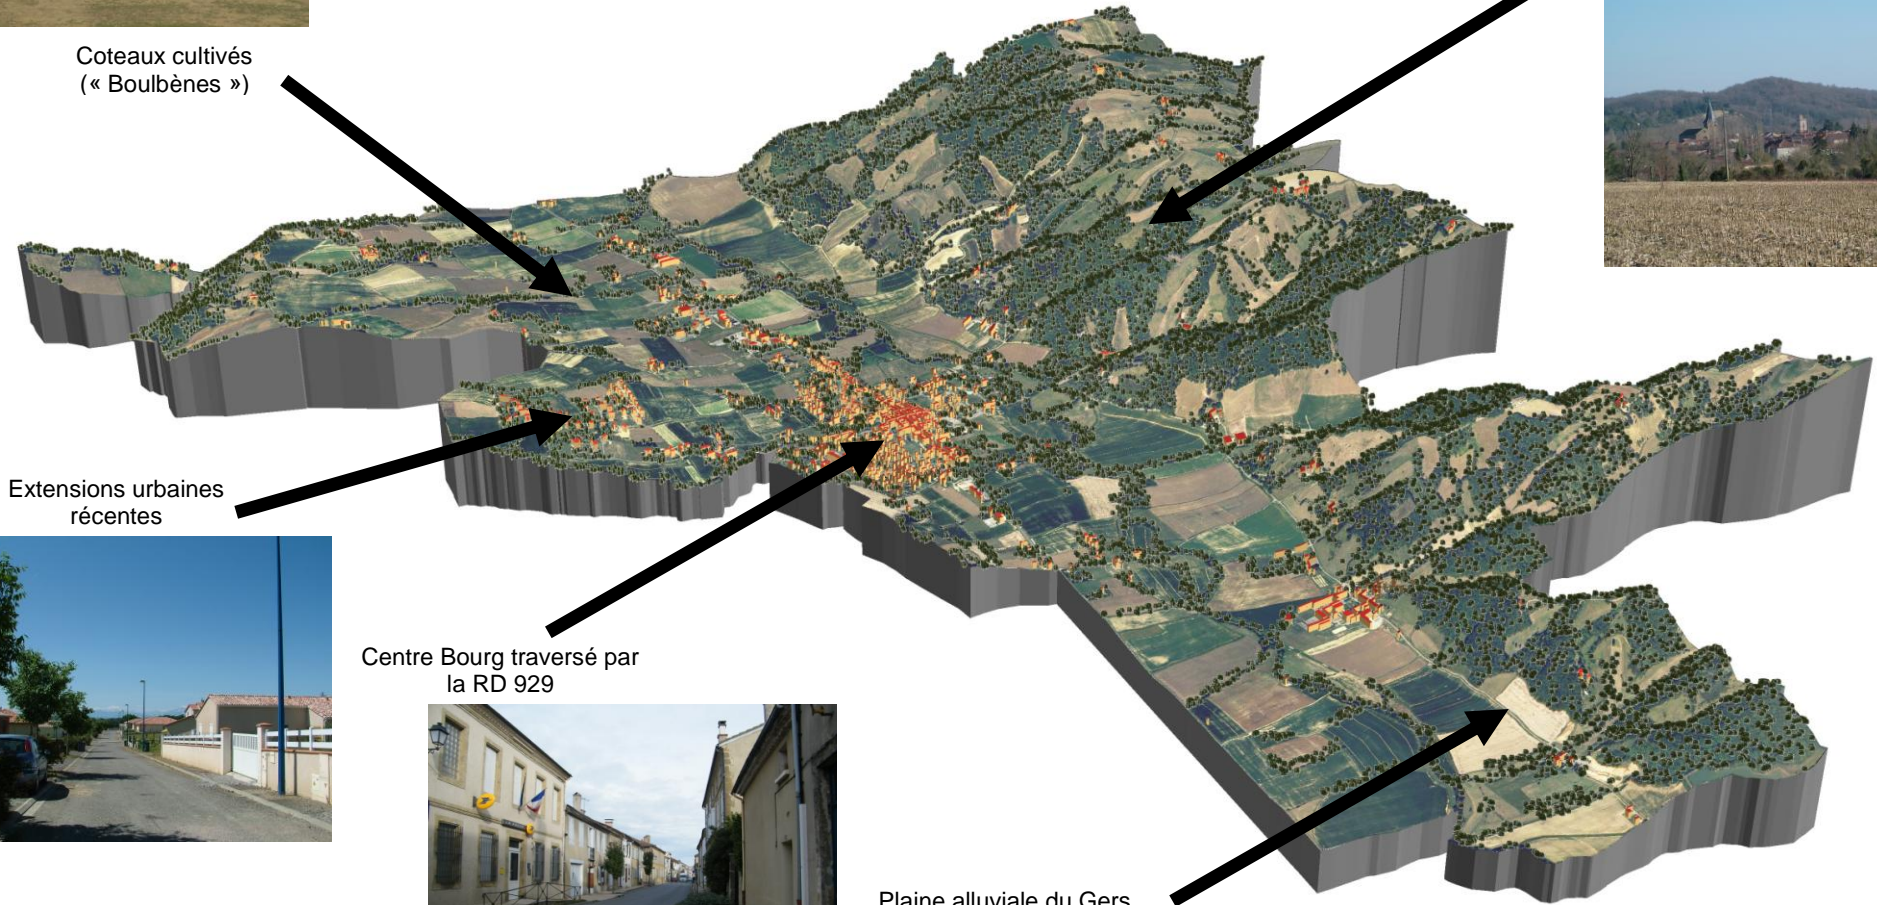 Coteaux cultivés
(« Boulbènes »)
Extensions urbaines
récentes
Centre Bourg traversé par
la RD 929
Plaine alluviale du Gers